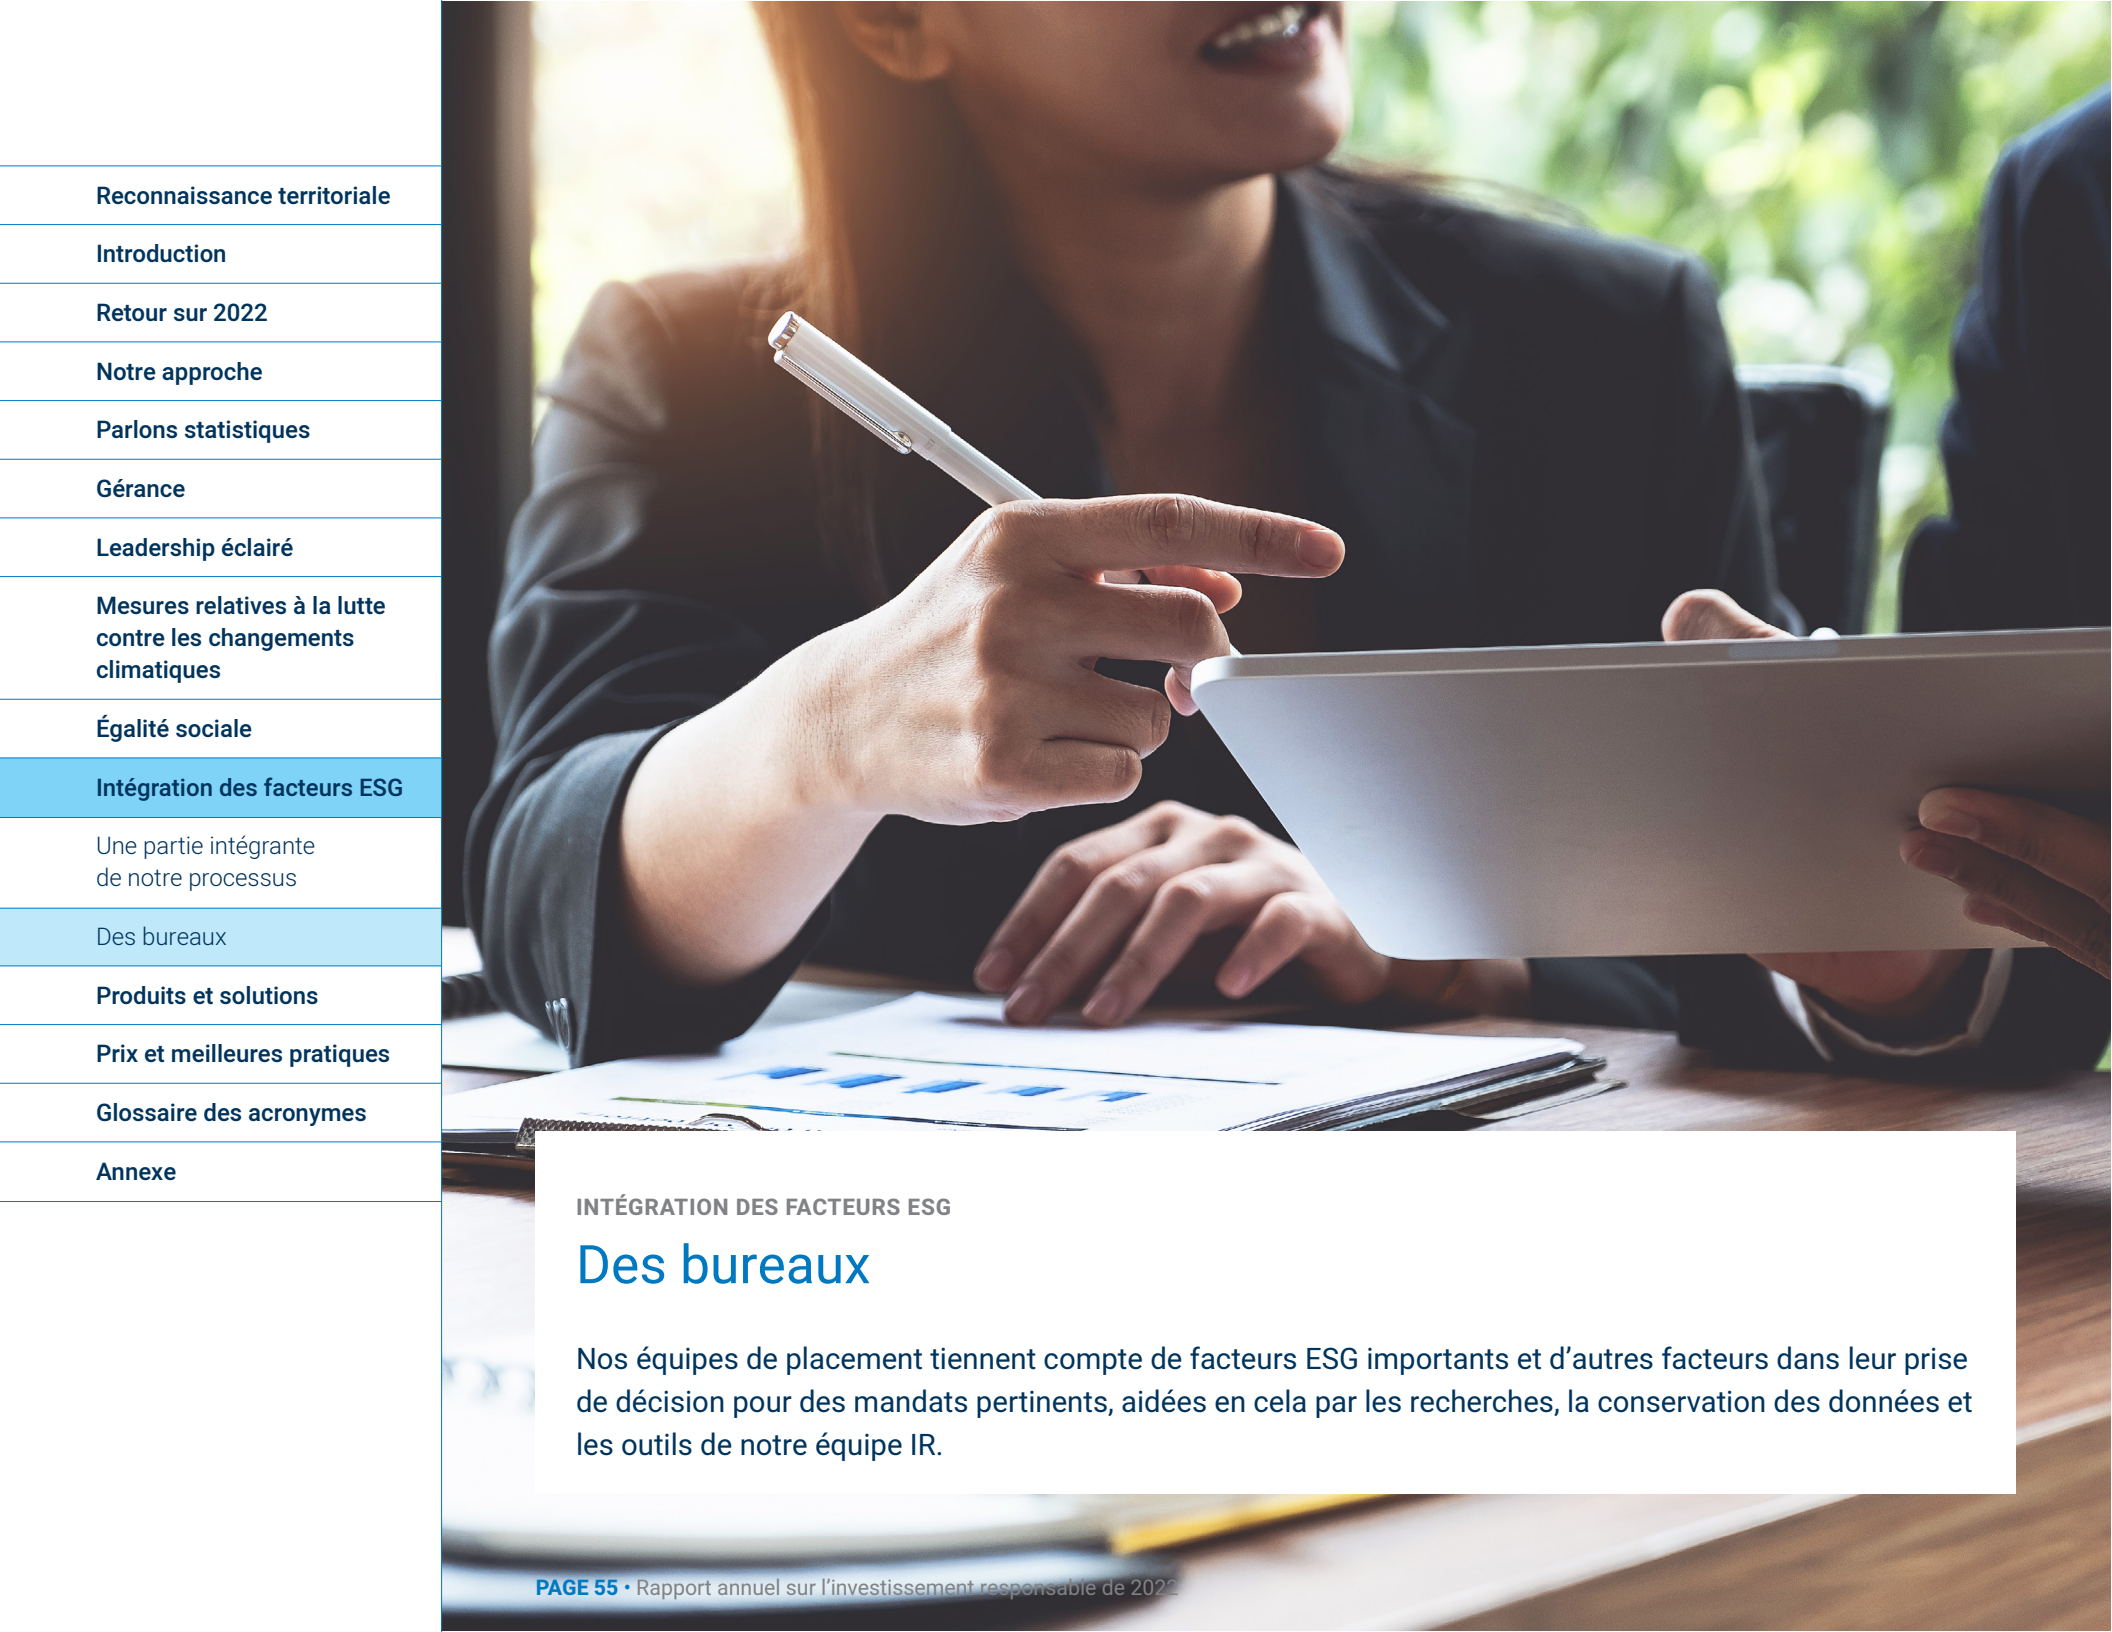 Reconnaissance territoriale
Introduction
Retour sur 2022
Notre approche
Parlons statistiques
Gérance
Leadership éclairé
Mesures relatives à la lutte
contre les changements
climatiques
Égalité sociale
Intégration des facteurs ESG
Une partie intégrante
de notre processus
Des bureaux
Produits et solutions
Prix et meilleures pratiques
Glossaire des acronymes
Annexe
INTÉGRATION DES FACTEURS ESG
Des bureaux
Nos équipes de placement tiennent compte de facteurs ESG importants et d’autres facteurs dans leur prise
de décision pour des mandats pertinents, aidées en cela par les recherches, la conservation des données et
les outils de notre équipe IR.
PAGE 55 • Rapport annuel sur l’investissement responsable de 2022